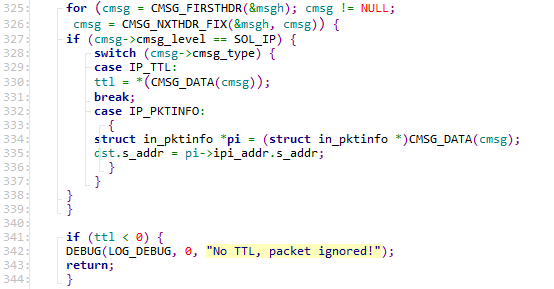 325: for (cmsg = CMSG_FIRSTHDR(&msgh); cmsg != NULL;
326: cmsg = CMSG_NXTHDR_FIX(&msgh, cmsg)) {
327: if (cmsg->cmsg_level == SOL_IP) {
328: switch (cmsg->cmsg_type) {
329: case IP_TTL:
330: ttl = *(CMSG_DATA(cmsg));
331: break;
332: case IP_PKTINFO:
333: {
334: struct in_pktinfo *pi = (struct in_pktinfo *)CMSG_DATA(cmsg);
335: dst.s_addr = pi->ipi_addr.s_addr;
336: }
337: }
338: }
339: }
340:
341: if (ttl < 0) {
342: DEBUG(LOG_DEBUG, 0, "No TTL, packet ignored!");
343: return;
344: }